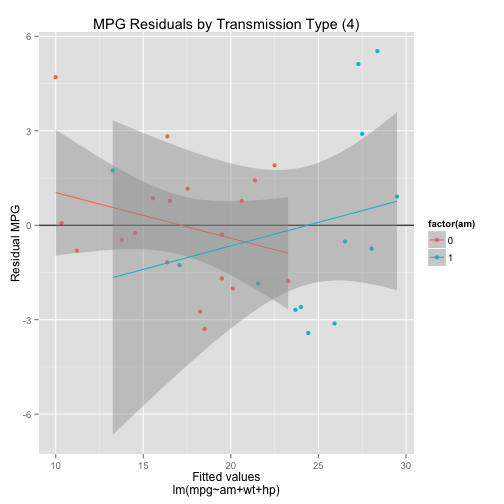 MPG Residuals by Transmission Type (4)
6
3
0
-3
-6
Residual MPG
10 15 20 25 30
Fitted values
lm(mpg~am+wt+hp)
factor(am)
0
1